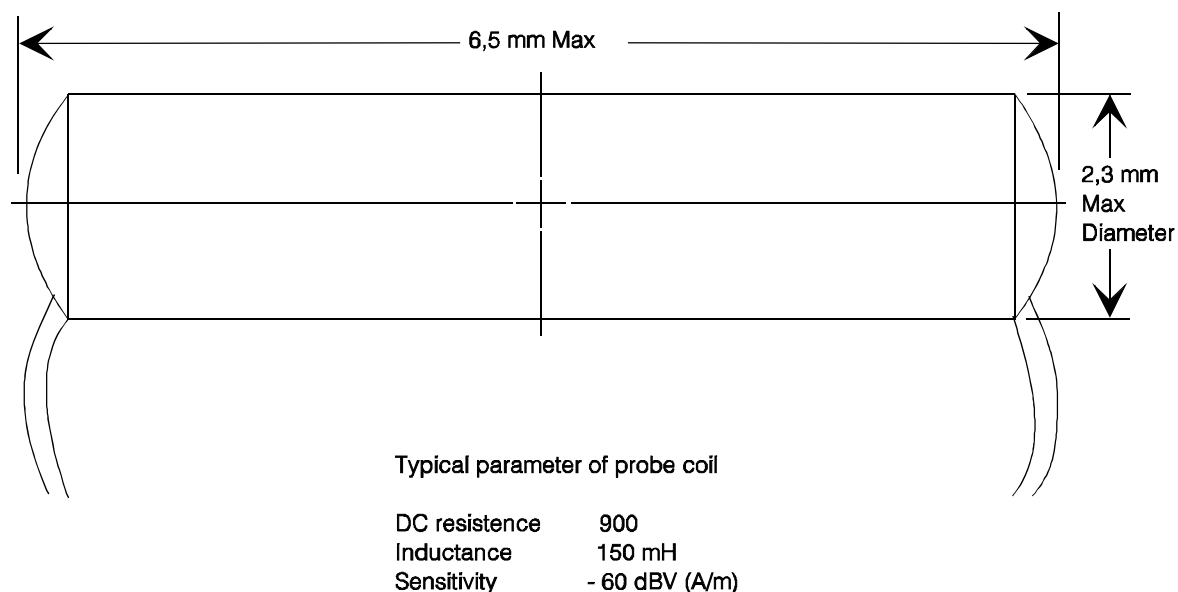 6,5 mm Max
2,3 mm
Max
Diameter
Typical parameter of probe coil
DC resistence 900
Inductance 150 mH
Sensitivity - 60 dBV (A/m)